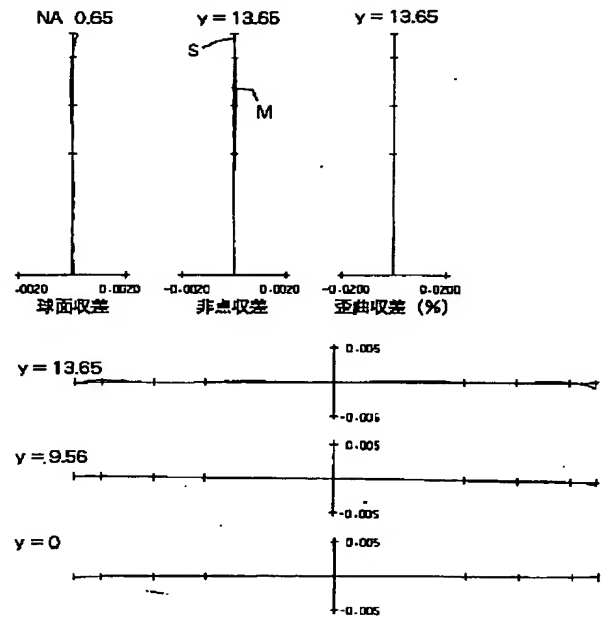 NA 0.65
y = 13.65
y = 13.65
S
M
-0020 0.0020
-0.0020 0.0020
-0.0200 0.0200
球面収差
非点収差
歪曲収差 (%)
y = 13.65
0.005
-0.005
y = 9.56
0.005
-0.005
y = 0
0.005
-0.005